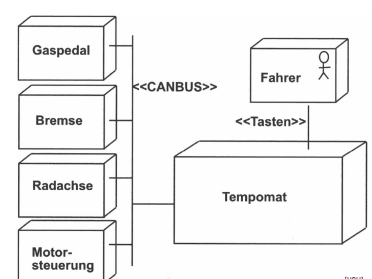 Gaspedal
<<CANBUS>>
Fahrer
Bremse
<<Tasten>>
Radachse
Tempomat
Motor-
steuerung